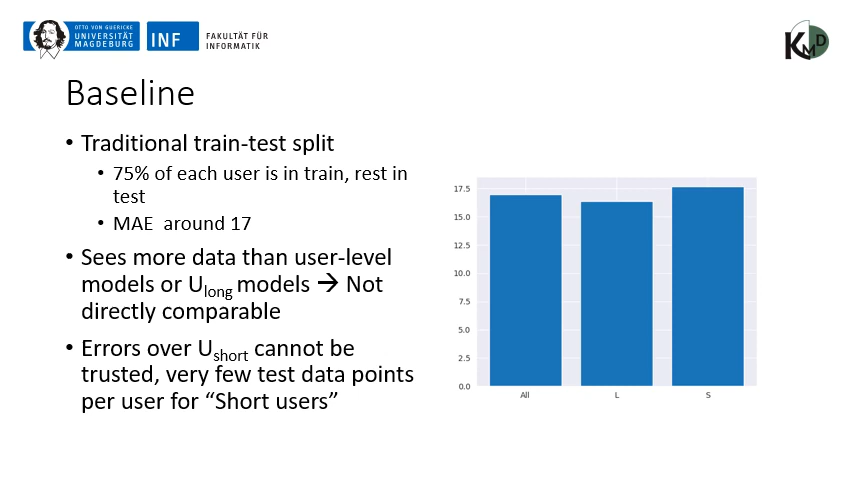 OTTO VON GUERICKE
UNIVERSITÄT
MAGDEBURG
INF
FAKULTÄT FÜR
INFORMATIK
KMD
Baseline
• Traditional train-test split
• 75% of each user is in train, rest in
test
• MAE around 17
• Sees more data than user-level
models or Ulong models → Not
directly comparable
• Errors over Ushort cannot be
trusted, very few test data points
per user for “Short users”
17.5
15.0
12.5
10.0
7.5
5.0
2.5
0.0
All
L
S